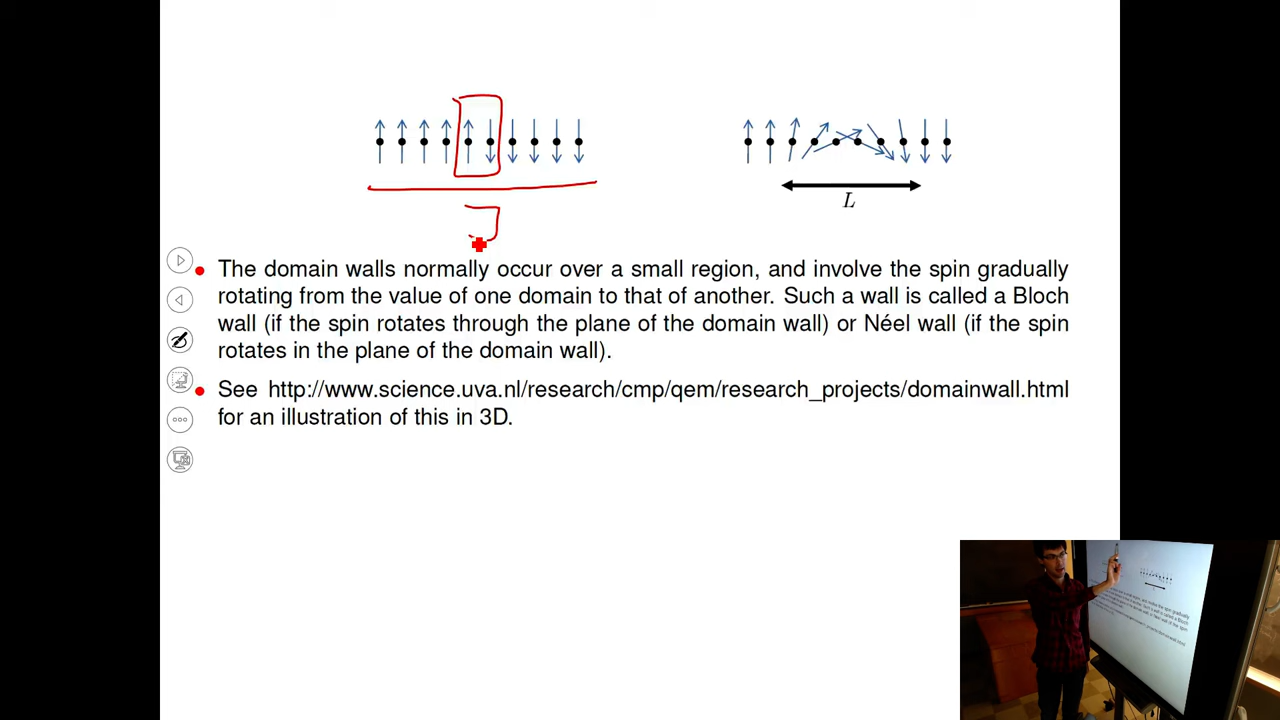 L
J
The domain walls normally occur over a small region, and involve the spin gradually
rotating from the value of one domain to that of another. Such a wall is called a Bloch
wall (if the spin rotates through the plane of the domain wall) or Néel wall (if the spin
rotates in the plane of the domain wall).
See http://www.science.uva.nl/research/cmp/qem/research_projects/domainwall.html
for an illustration of this in 3D.